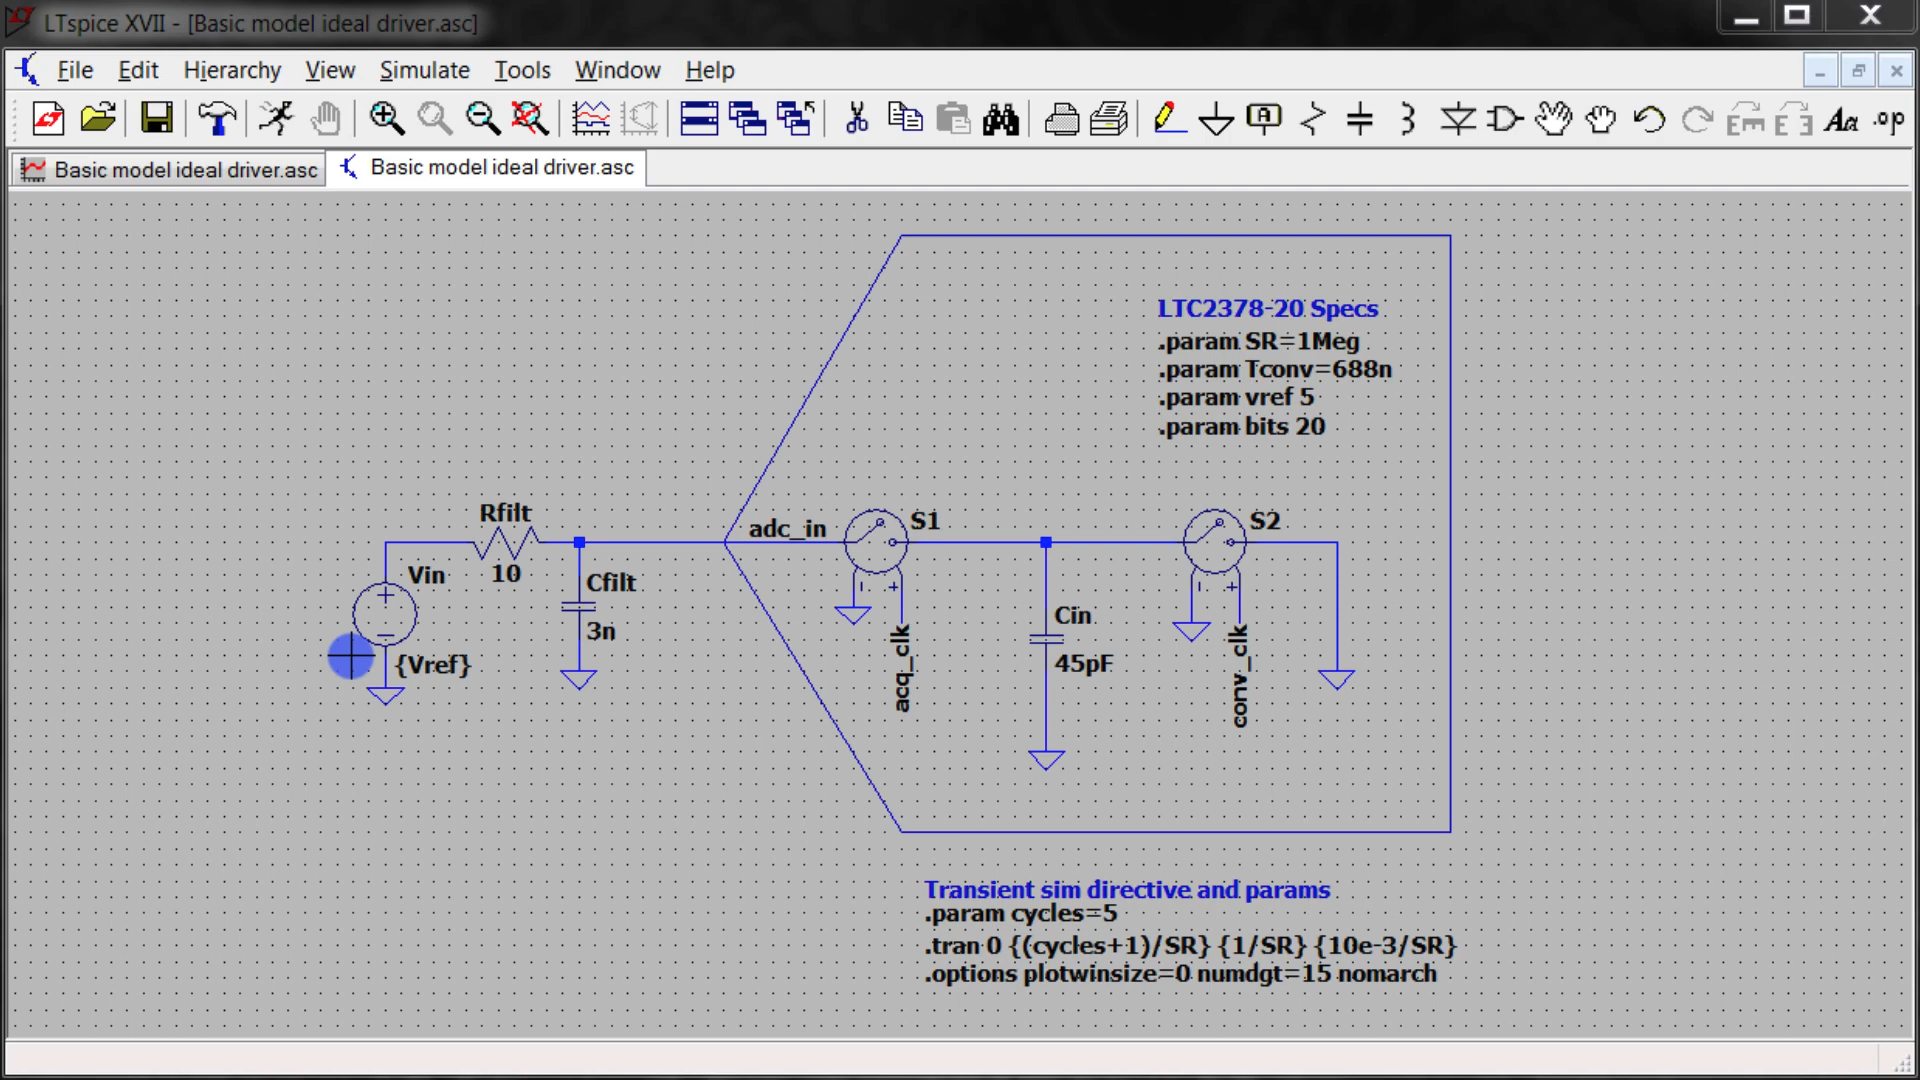 LTspice XVII - [Basic model ideal driver.asc]
File Edit Hierarchy View Simulate Tools Window Help
Aa .op
Basic model ideal driver.asc
Basic model ideal driver.asc
LTC2378-20 Specs
.param SR=1Meg
.param Tconv=688n
.param vref 5
.param bits 20
Rfilt
10
Vin
{Vref}
Cfilt
3n
adc_in
S1
acq_clk
Cin
45pF
S2
conv_clk
Transient sim directive and params
.param cycles=5
.tran 0 {(cycles+1)/SR} {1/SR} {10e-3/SR}
.options plotwinsize=0 numdgt=15 nomarch